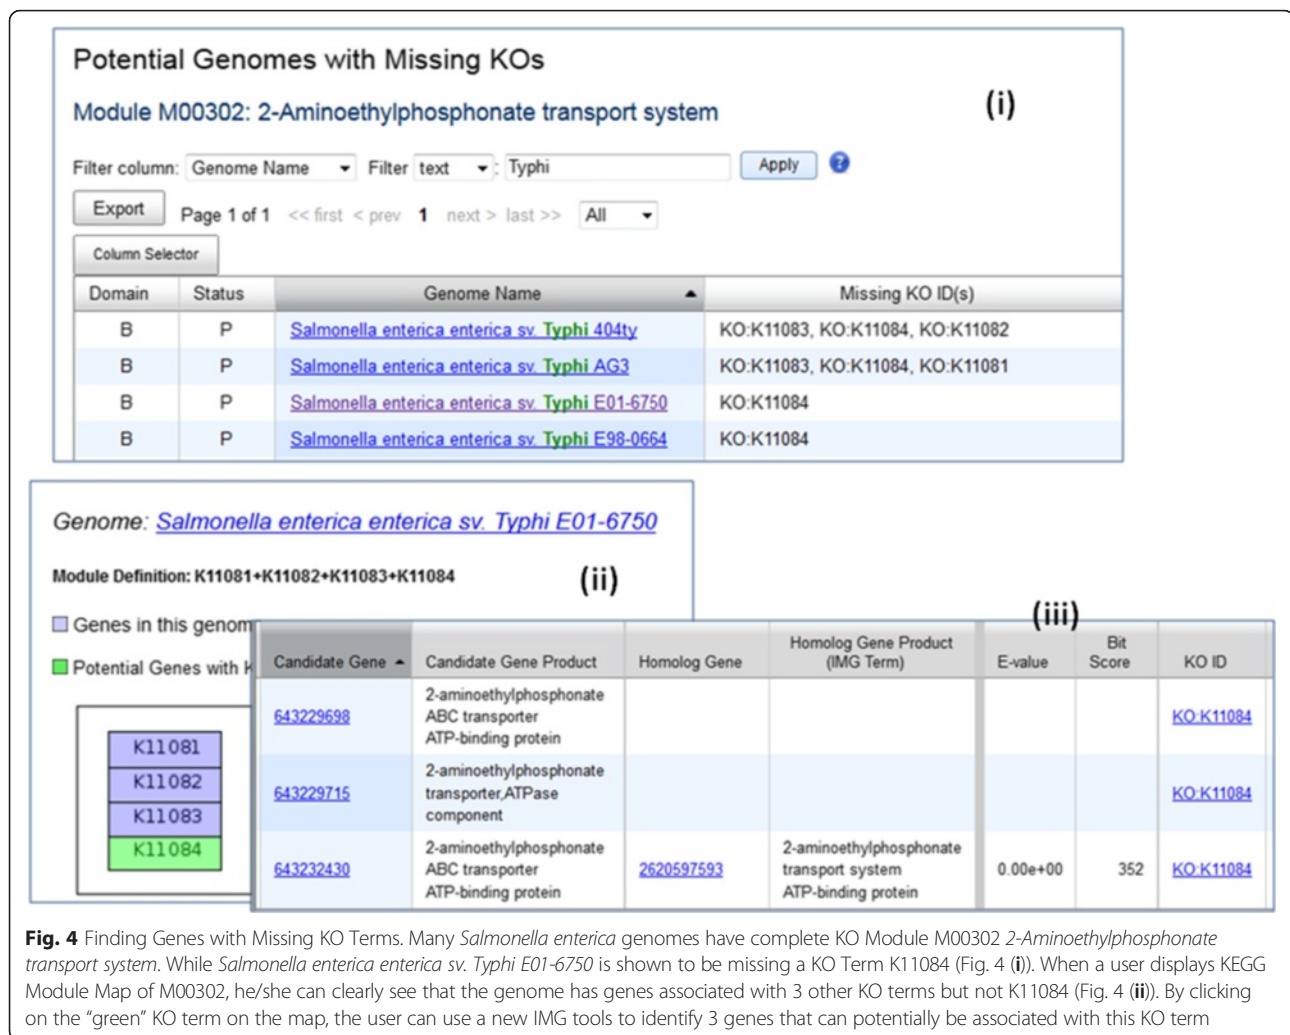 Potential Genomes with Missing KOs
Module M00302: 2-Aminoethylphosphonate transport system
(i)
Filter column: Genome Name Filter text : Typhi Apply ?
Export Page 1 of 1 << first < prev 1 next > last >> All
Column Selector
Domain Status Genome Name Missing KO ID(s)
B P Salmonella enterica enterica sv. Typhi 404ty KO:K11083, KO:K11084, KO:K11082
B P Salmonella enterica enterica sv. Typhi AG3 KO:K11083, KO:K11084, KO:K11081
B P Salmonella enterica enterica sv. Typhi E01-6750 KO:K11084
B P Salmonella enterica enterica sv. Typhi E98-0664 KO:K11084
Genome: Salmonella enterica enterica sv. Typhi E01-6750
Module Definition: K11081+K11082+K11083+K11084
(ii)
Genes in this genom
Potential Genes with K
K11081
K11082
K11083
K11084
(iii)
Candidate Gene Candidate Gene Product Homolog Gene Homolog Gene Product (IMG Term) E-value Bit Score KO ID
643229698 2-aminoethylphosphonate ABC transporter ATP-binding protein KO:K11084
643229715 2-aminoethylphosphonate transporter,ATPase component KO:K11084
643232430 2-aminoethylphosphonate ABC transporter ATP-binding protein 2620597593 2-aminoethylphosphonate transport system ATP-binding protein 0.00e+00 352 KO:K11084
Fig. 4 Finding Genes with Missing KO Terms. Many Salmonella enterica genomes have complete KO Module M00302 2-Aminoethylphosphonate
transport system. While Salmonella enterica enterica sv. Typhi E01-6750 is shown to be missing a KO Term K11084 (Fig. 4 (i)). When a user displays KEGG
Module Map of M00302, he/she can clearly see that the genome has genes associated with 3 other KO terms but not K11084 (Fig. 4 (ii)). By clicking
on the “green” KO term on the map, the user can use a new IMG tools to identify 3 genes that can potentially be associated with this KO term